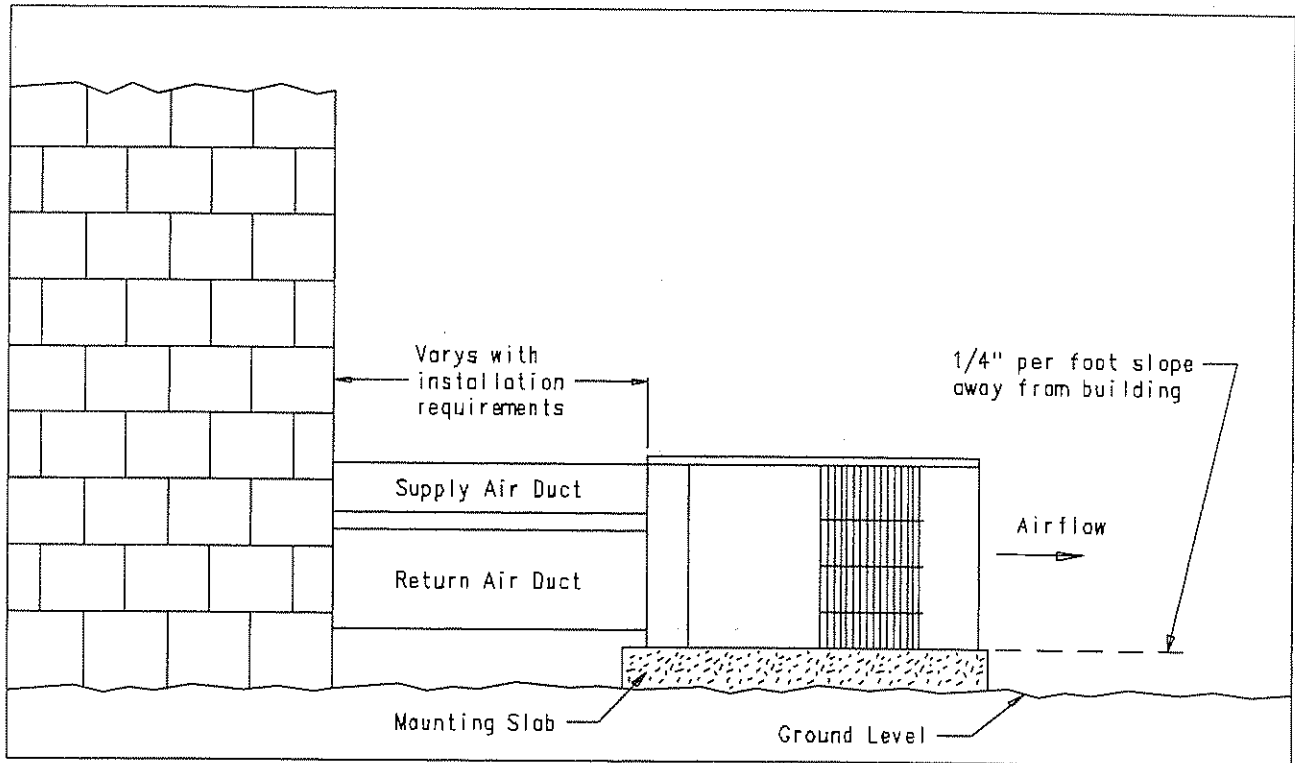 Varys with
installation
requirements
1/4" per foot slope
away from building
Supply Air Duct
Airflow
Return Air Duct
Mounting Slab
Ground Level